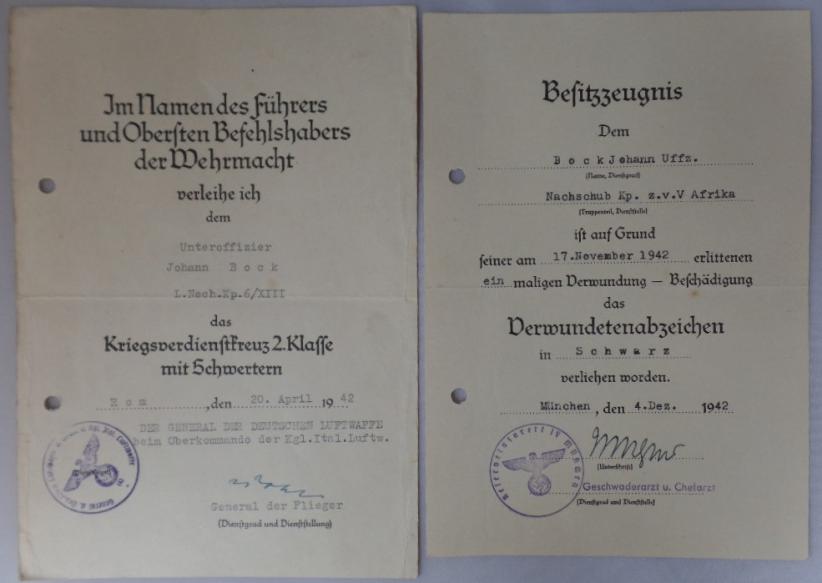 Im Namen des Führers
und Obersten Befehlshabers
der Wehrmacht
verleihe ich
dem
Unteroffizier
Johann Bock
L.Nach.Kp.6/XIII
das
Kriegsverdienstkreuz 2. Klasse
mit Schwertern
Rom, den 20. April 1942
DER GENERAL DER DEUTSCHEN LUFTWAFFE
beim Oberkommando der Kgl.Ital.Luftw.
General der Flieger
(Dienstgrad und Dienststellung)
Besitzzeugnis
Dem
Bock Johann Uffz.
(Name, Dienstgrad)
Nachschub Kp. z.v.V Afrika
(Truppenteil, Dienststelle)
ist auf Grund
seiner am 17.November 1942 erlittenen
ein maligen Verwundung – Beschädigung
das
Verwundetenabzeichen
in Schwarz
verliehen worden.
München, den 4.Dez. 1942
(Unterschrift)
Geschwaderarzt u. Chefarzt
(Dienstgrad und Dienststelle)